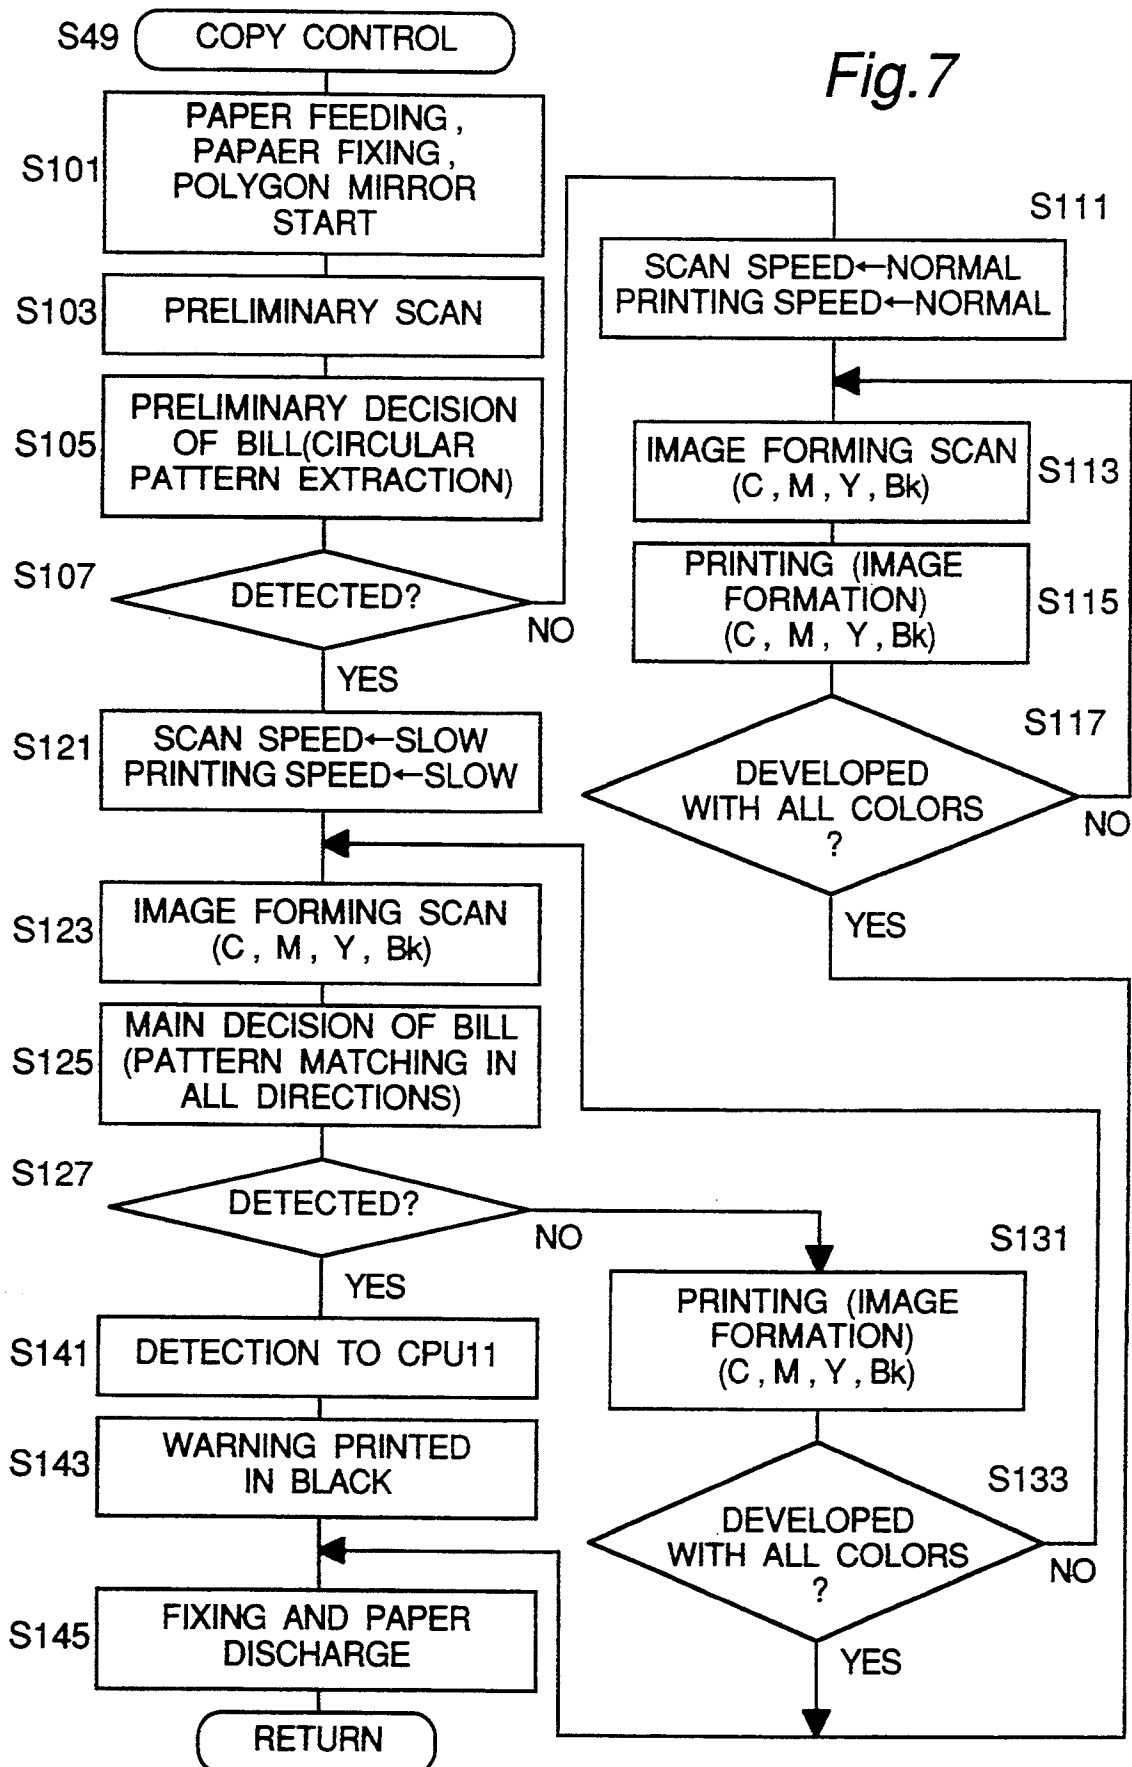 S49
COPY CONTROL
Fig.7
S101
PAPER FEEDING,
PAPAER FIXING,
POLYGON MIRROR
START
S103
PRELIMINARY SCAN
S105
PRELIMINARY DECISION
OF BILL(CIRCULAR
PATTERN EXTRACTION)
S107
DETECTED?
NO
YES
S111
SCAN SPEED←NORMAL
PRINTING SPEED←NORMAL
IMAGE FORMING SCAN
(C, M, Y, Bk)
S113
PRINTING (IMAGE
FORMATION)
(C, M, Y, Bk)
S115
S117
DEVELOPED
WITH ALL COLORS
?
NO
YES
S121
SCAN SPEED←SLOW
PRINTING SPEED←SLOW
S123
IMAGE FORMING SCAN
(C, M, Y, Bk)
S125
MAIN DECISION OF BILL
(PATTERN MATCHING IN
ALL DIRECTIONS)
S127
DETECTED?
NO
YES
S131
PRINTING (IMAGE
FORMATION)
(C, M, Y, Bk)
S133
DEVELOPED
WITH ALL COLORS
?
NO
YES
S141
DETECTION TO CPU11
S143
WARNING PRINTED
IN BLACK
S145
FIXING AND PAPER
DISCHARGE
RETURN